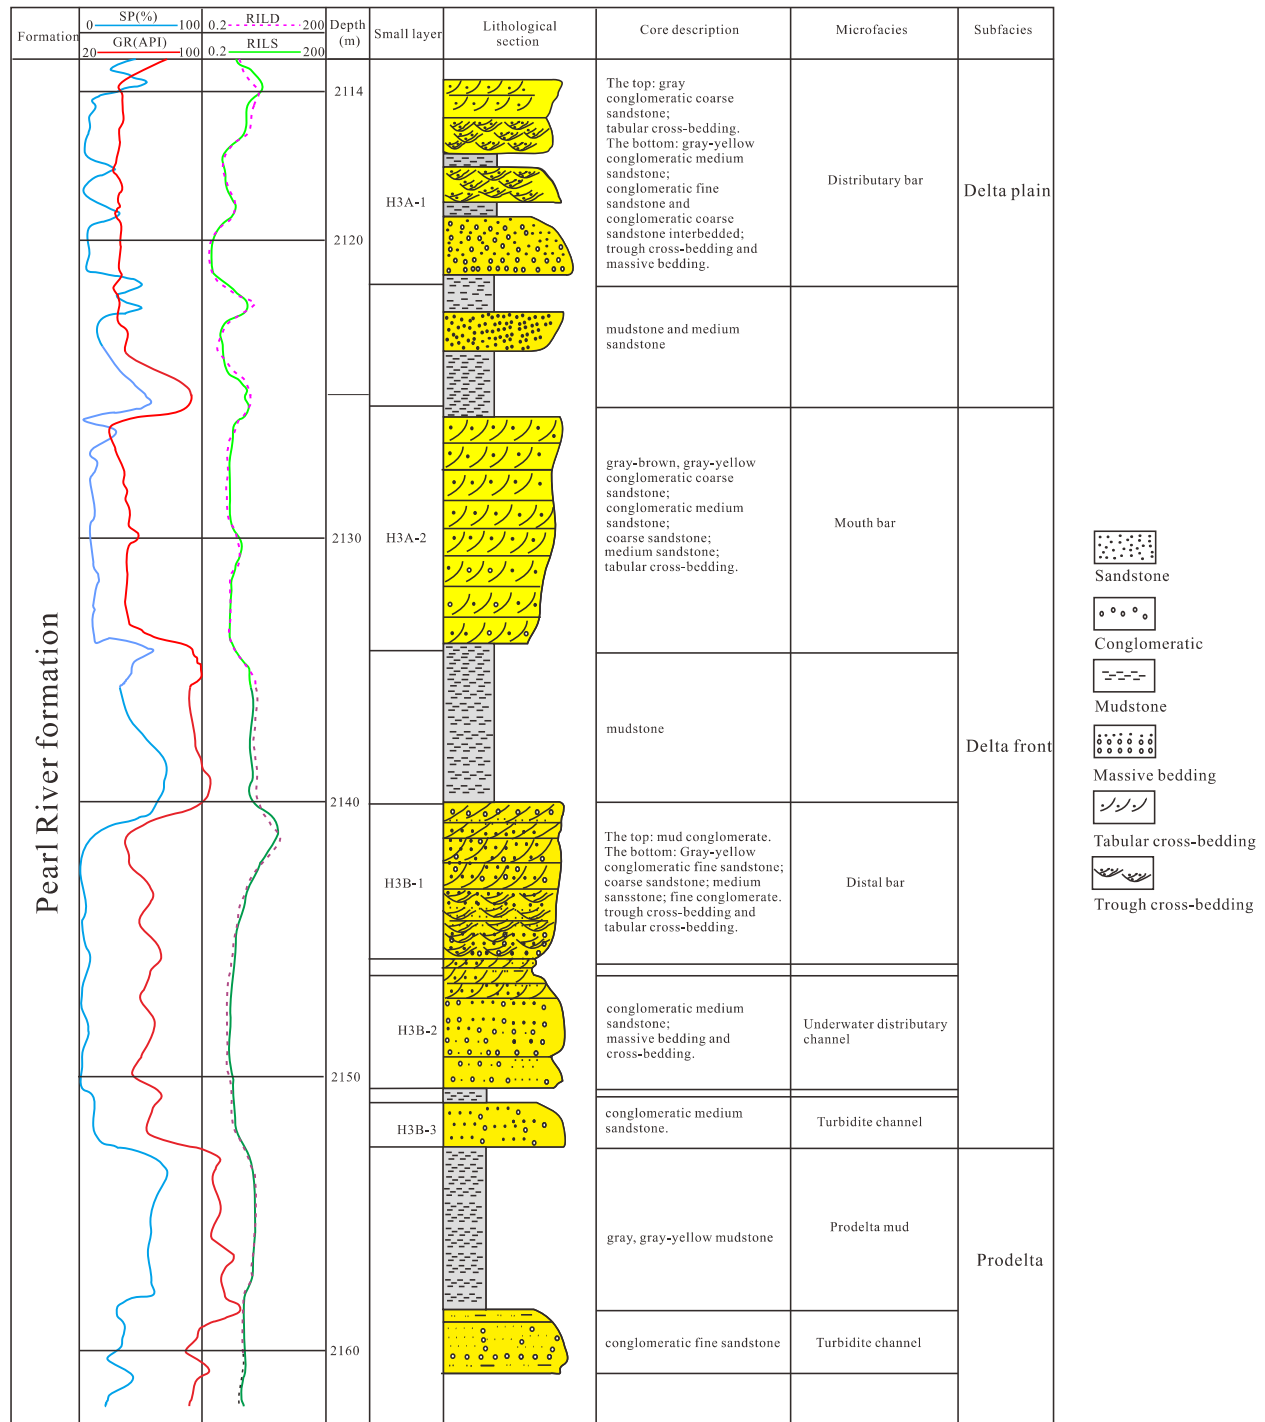 Formation
0 SP(%) 100
20 GR(API) 100
0.2 RILD 200
0.2 RILS 200
Depth
(m)
Small layer
Lithological
section
Core description
Microfacies
Subfacies
Pearl River formation
2114
2120
2130
2140
2150
2160
H3A-1
H3A-2
H3B-1
H3B-2
H3B-3
The top: gray
conglomeratic coarse
sandstone;
tabular cross-bedding.
The bottom: gray-yellow
conglomeratic medium
sandstone;
conglomeratic fine
sandstone and
conglomeratic coarse
sandstone interbedded;
trough cross-bedding and
massive bedding.
mudstone and medium
sandstone
gray-brown, gray-yellow
conglomeratic coarse
sandstone;
conglomeratic medium
sandstone;
coarse sandstone;
medium sandstone;
tabular cross-bedding.
mudstone
The top: mud conglomerate.
The bottom: Gray-yellow
conglomeratic fine sandstone;
coarse sandstone; medium
sansstone; fine conglomerate.
trough cross-bedding and
tabular cross-bedding.
conglomeratic medium
sandstone;
massive bedding and
cross-bedding.
conglomeratic medium
sandstone.
gray, gray-yellow mudstone
conglomeratic fine sandstone
Distributary bar
Mouth bar
Distal bar
Underwater distributary
channel
Turbidite channel
Prodelta mud
Turbidite channel
Delta plain
Delta front
Prodelta
Sandstone
Conglomeratic
Mudstone
Massive bedding
Tabular cross-bedding
Trough cross-bedding